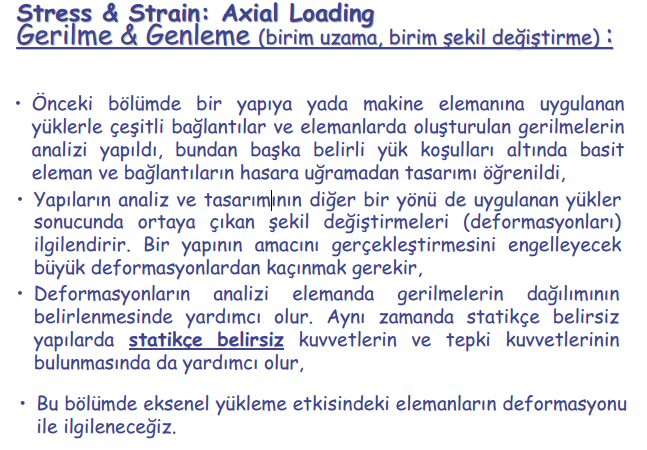 Stress & Strain: Axial Loading
Gerilme & Genleme (birim uzama, birim şekil değiştirme) :
• Önceki bölümde bir yapıya yada makine elemanına uygulanan
yüklerle çeşitli bağlantılar ve elemanlarda oluşturulan gerilmelerin
analizi yapıldı, bundan başka belirli yük koşulları altında basit
eleman ve bağlantıların hasara uğramadan tasarımı öğrenildi,
• Yapıların analiz ve tasarımının diğer bir yönü de uygulanan yükler
sonucunda ortaya çıkan şekil değiştirmeleri (deformasyonları)
ilgilendirir. Bir yapının amacını gerçekleştirmesini engelleyecek
büyük deformasyonlardan kaçınmak gerekir,
• Deformasyonların analizi elemanda gerilmelerin dağılımının
belirlenmesinde yardımcı olur. Aynı zamanda statikçe belirsiz
yapılarda statikçe belirsiz kuvvetlerin ve tepki kuvvetlerinin
bulunmasında da yardımcı olur,
• Bu bölümde eksenel yükleme etkisindeki elemanların deformasyonu
ile ilgileneceğiz.